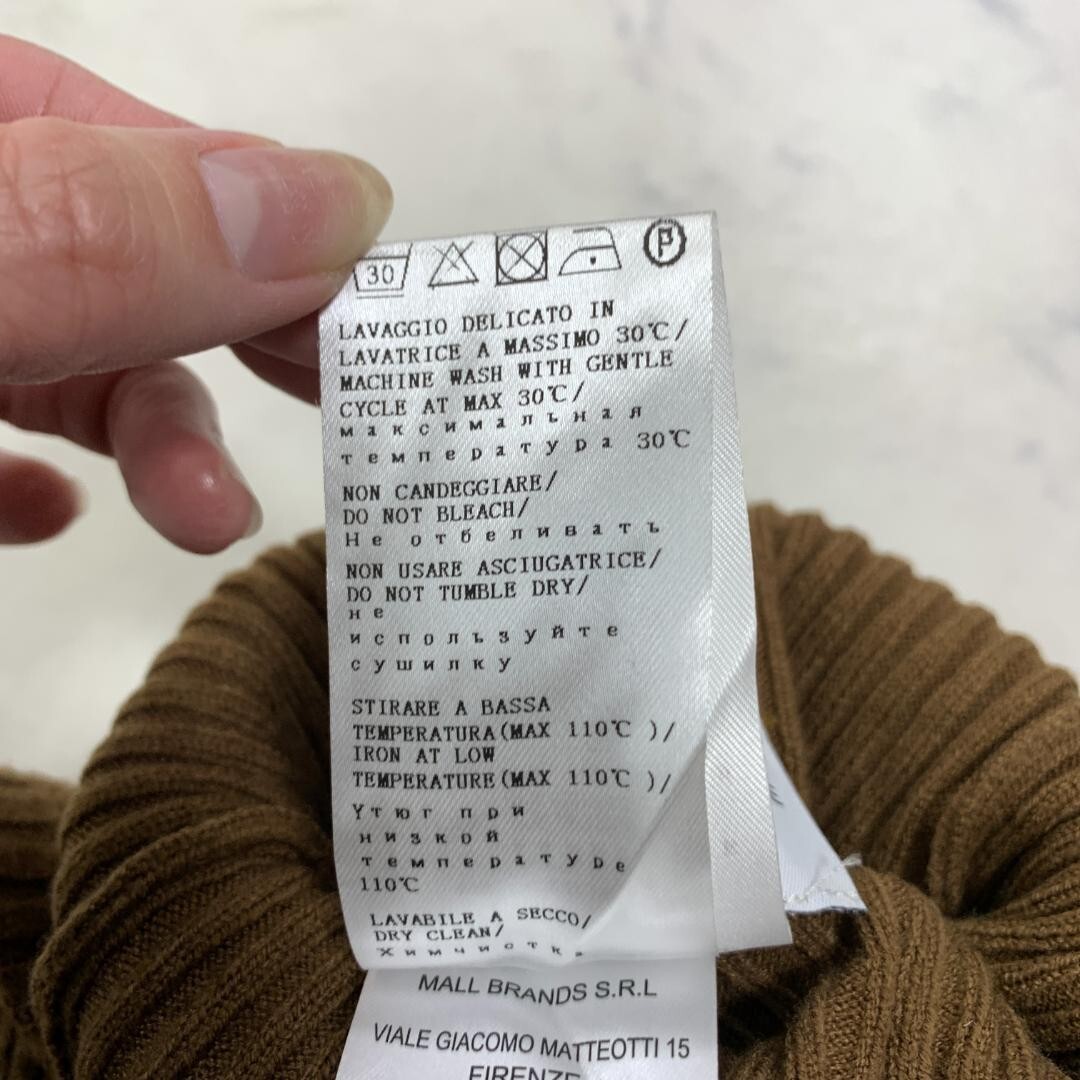 30 P
LAVAGGIO DELICATO IN
LAVATRICE A MASSIMO 30℃/
MACHINE WASH WITH GENTLE
CYCLE AT MAX 30℃/
максимальная
температура 30℃
NON CANDEGGIARE/
DO NOT BLEACH/
Не отбеливать
NON USARE ASCIUGATRICE/
DO NOT TUMBLE DRY/
не
используйте
сушилку
STIRARE A BASSA
TEMPERATURA(MAX 110℃ )/
IRON AT LOW
TEMPERATURE(MAX 110℃ )/
Утюг при
низкой
температуре
110℃
LAVABILE A SECCO/
DRY CLEAN/
Химчистка
MALL BRANDS S.R.L
VIALE GIACOMO MATTEOTTI 15
FIRENZE